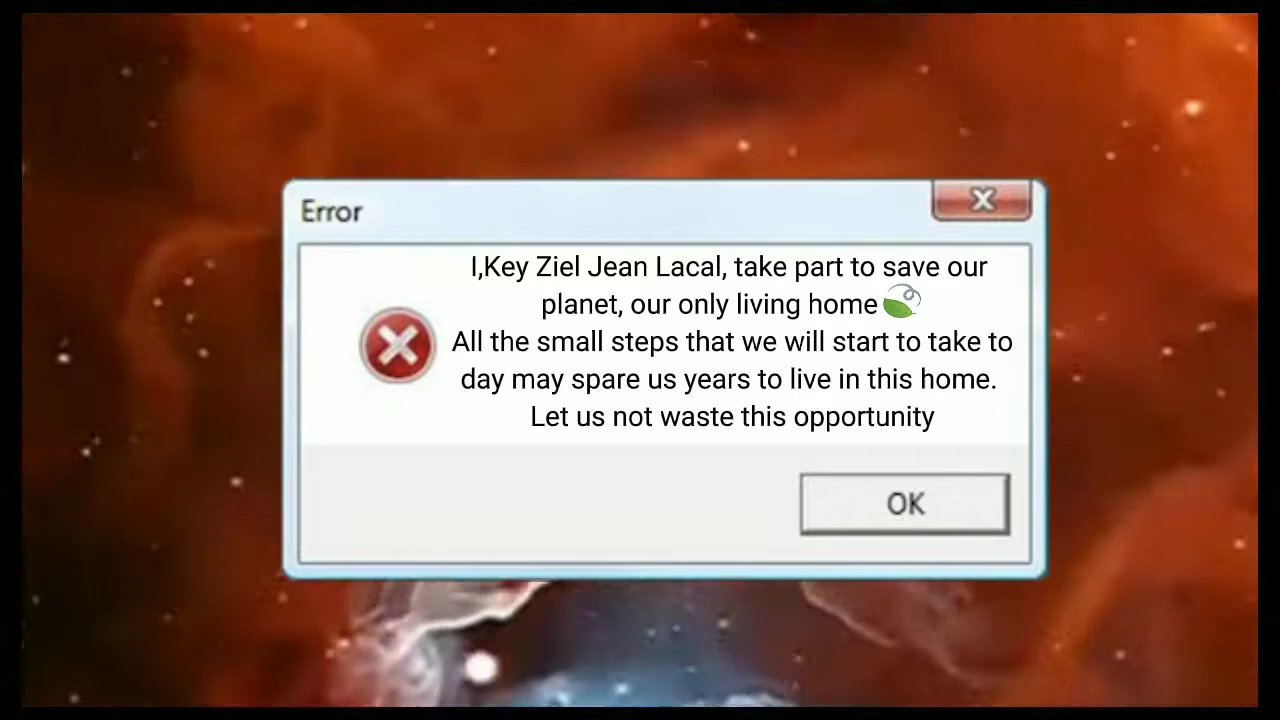 Error
I,Key Ziel Jean Lacal, take part to save our
planet, our only living home🍃
All the small steps that we will start to take to
day may spare us years to live in this home.
Let us not waste this opportunity
OK